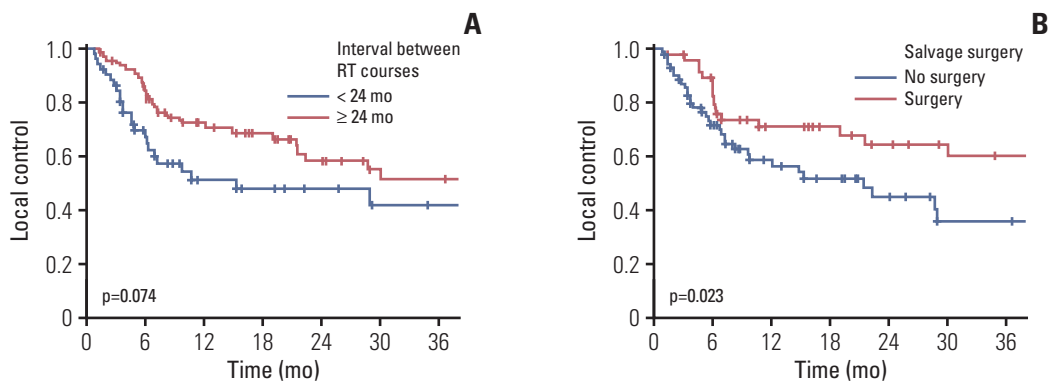 A
Local control
1.0
0.8
0.6
0.4
0.2
0
Interval between
RT courses
< 24 mo
≥ 24 mo
p=0.074
0 6 12 18 24 30 36
Time (mo)
B
Local control
1.0
0.8
0.6
0.4
0.2
0
Salvage surgery
No surgery
Surgery
p=0.023
0 6 12 18 24 30 36
Time (mo)